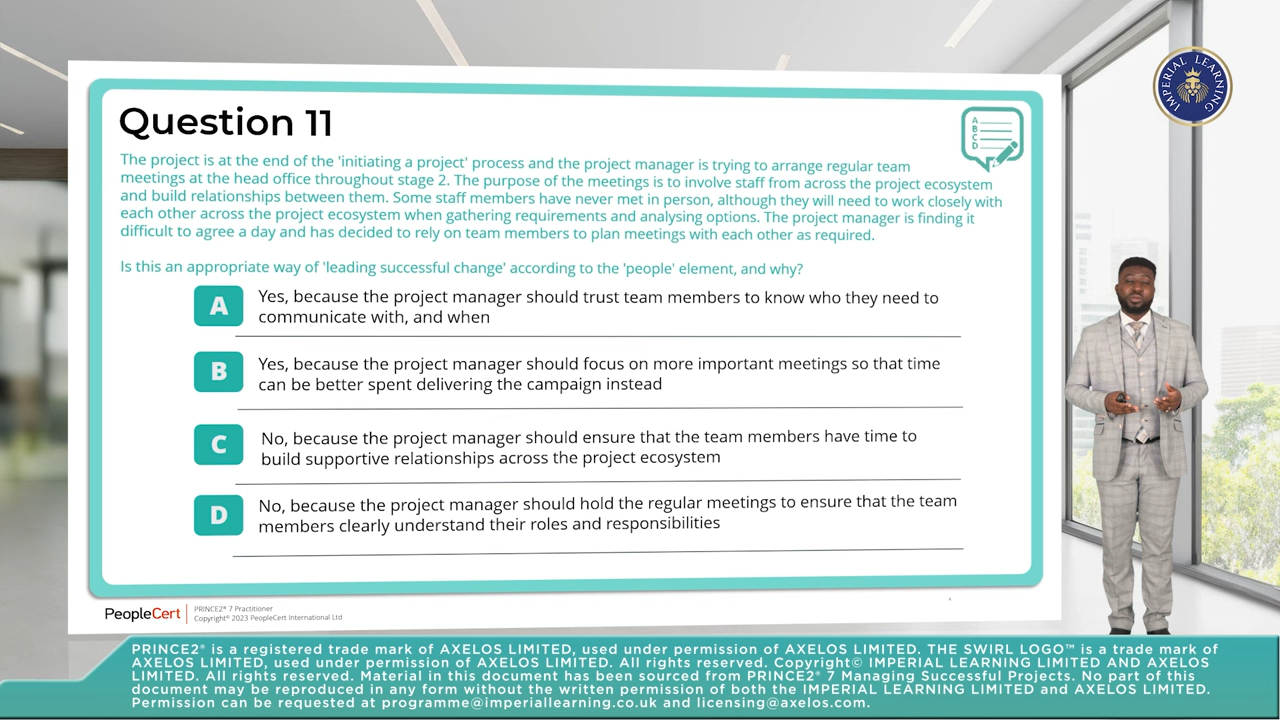 IMPERIAL LEARNING
Question 11
A
B
C
D
The project is at the end of the 'initiating a project' process and the project manager is trying to arrange regular team
meetings at the head office throughout stage 2. The purpose of the meetings is to involve staff from across the project ecosystem
and build relationships between them. Some staff members have never met in person, although they will need to work closely with
each other across the project ecosystem when gathering requirements and analysing options. The project manager is finding it
difficult to agree a day and has decided to rely on team members to plan meetings with each other as required.
Is this an appropriate way of 'leading successful change' according to the 'people' element, and why?
A Yes, because the project manager should trust team members to know who they need to
communicate with, and when
B Yes, because the project manager should focus on more important meetings so that time
can be better spent delivering the campaign instead
C No, because the project manager should ensure that the team members have time to
build supportive relationships across the project ecosystem
D No, because the project manager should hold the regular meetings to ensure that the team
members clearly understand their roles and responsibilities
PeopleCert
PRINCE2® 7 Practitioner
Copyright© 2023 PeopleCert International Ltd
PRINCE2® is a registered trade mark of AXELOS LIMITED, used under permission of AXELOS LIMITED. THE SWIRL LOGO™ is a trade mark of
AXELOS LIMITED, used under permission of AXELOS LIMITED. All rights reserved. Copyright© IMPERIAL LEARNING LIMITED AND AXELOS
LIMITED. All rights reserved. Material in this document has been sourced from PRINCE2® 7 Managing Successful Projects. No part of this
document may be reproduced in any form without the written permission of both the IMPERIAL LEARNING LIMITED and AXELOS LIMITED.
Permission can be requested at programme@imperiallearning.co.uk and licensing@axelos.com.